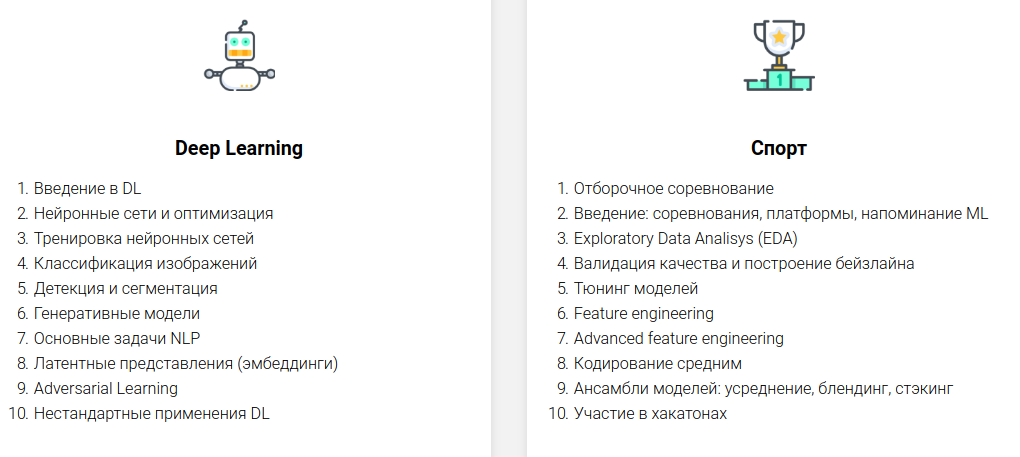 Deep Learning
1. Введение в DL
2. Нейронные сети и оптимизация
3. Тренировка нейронных сетей
4. Классификация изображений
5. Детекция и сегментация
6. Генеративные модели
7. Основные задачи NLP
8. Латентные представления (эмбеддинги)
9. Adversarial Learning
10. Нестандартные применения DL
1
Спорт
1. Отборочное соревнование
2. Введение: соревнования, платформы, напоминание ML
3. Exploratory Data Analisys (EDA)
4. Валидация качества и построение бейзлайна
5. Тюнинг моделей
6. Feature engineering
7. Advanced feature engineering
8. Кодирование средним
9. Ансамбли моделей: усреднение, блендинг, стэкинг
10. Участие в хакатонах